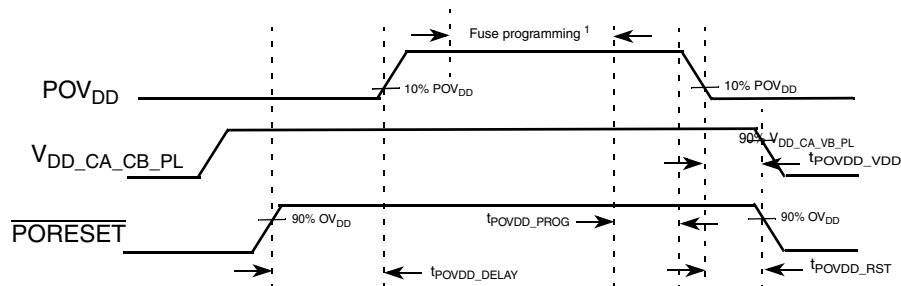 Fuse programming 1
POVDD
10% POVDD
10% POVDD
VDD_CA_CB_PL
90% VDD_CA_VB_PL
tPOVDD_VDD
PORESET
90% OVDD
tPOVDD_PROG
90% OVDD
tPOVDD_DELAY
tPOVDD_RST